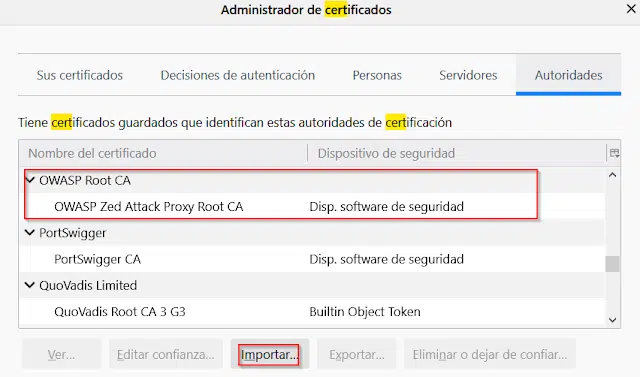 Administrador de certificados
Sus certificados Decisiones de autenticación Personas Servidores Autoridades
Tiene certificados guardados que identifican estas autoridades de certificación
Nombre del certificado Dispositivo de seguridad
OWASP Root CA
OWASP Zed Attack Proxy Root CA Disp. software de seguridad
PortSwigger
PortSwigger CA Disp. software de seguridad
QuoVadis Limited
QuoVadis Root CA 3 G3 Builtin Object Token
Ver... Editar confianza... Importar... Exportar... Eliminar o dejar de confiar...